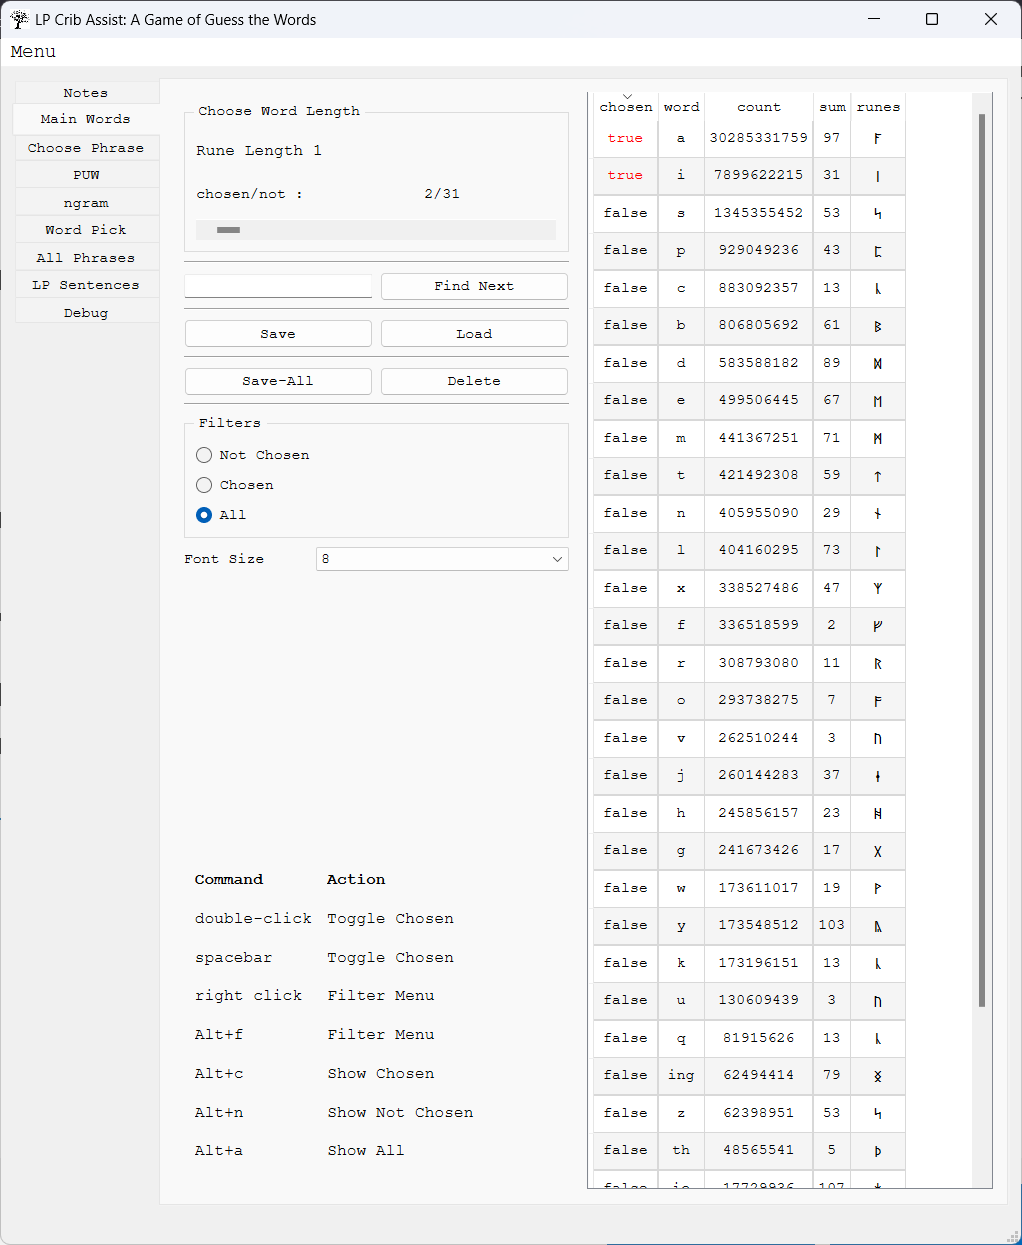 LP Crib Assist: A Game of Guess the Words
Menu
Notes
Main Words
Choose Phrase
PUW
ngram
Word Pick
All Phrases
LP Sentences
Debug
Choose Word Length
Rune Length 1
chosen/not : 2/31
Find Next
Save Load
Save-All Delete
Filters
Not Chosen
Chosen
All
Font Size 8
Command Action
double-click Toggle Chosen
spacebar Toggle Chosen
right click Filter Menu
Alt+f Filter Menu
Alt+c Show Chosen
Alt+n Show Not Chosen
Alt+a Show All
chosen word count sum runes
true a 30285331759 97 ᚪ
true i 7899622215 31 ᛁ
false s 1345355452 53 ᛋ
false p 929049236 43 ᛈ
false c 883092357 13 ᚳ
false b 806805692 61 ᛒ
false d 583588182 89 ᛞ
false e 499506445 67 ᛖ
false m 441367251 71 ᛗ
false t 421492308 59 ᛏ
false n 405955090 29 ᚾ
false l 404160295 73 ᛚ
false x 338527486 47 ᛉ
false f 336518599 2 ᚠ
false r 308793080 11 ᚱ
false o 293738275 7 ᚩ
false v 262510244 3 ᚢ
false j 260144283 37 ᛄ
false h 245856157 23 ᚻ
false g 241673426 17 ᚷ
false w 173611017 19 ᚹ
false y 173548512 103 ᚣ
false k 173196151 13 ᚳ
false u 130609439 3 ᚢ
false q 81915626 13 ᚳ
false ing 62494414 79 ᛝ
false z 62398951 53 ᛋ
false th 48565541 5 ᚦ
false 17729936 107